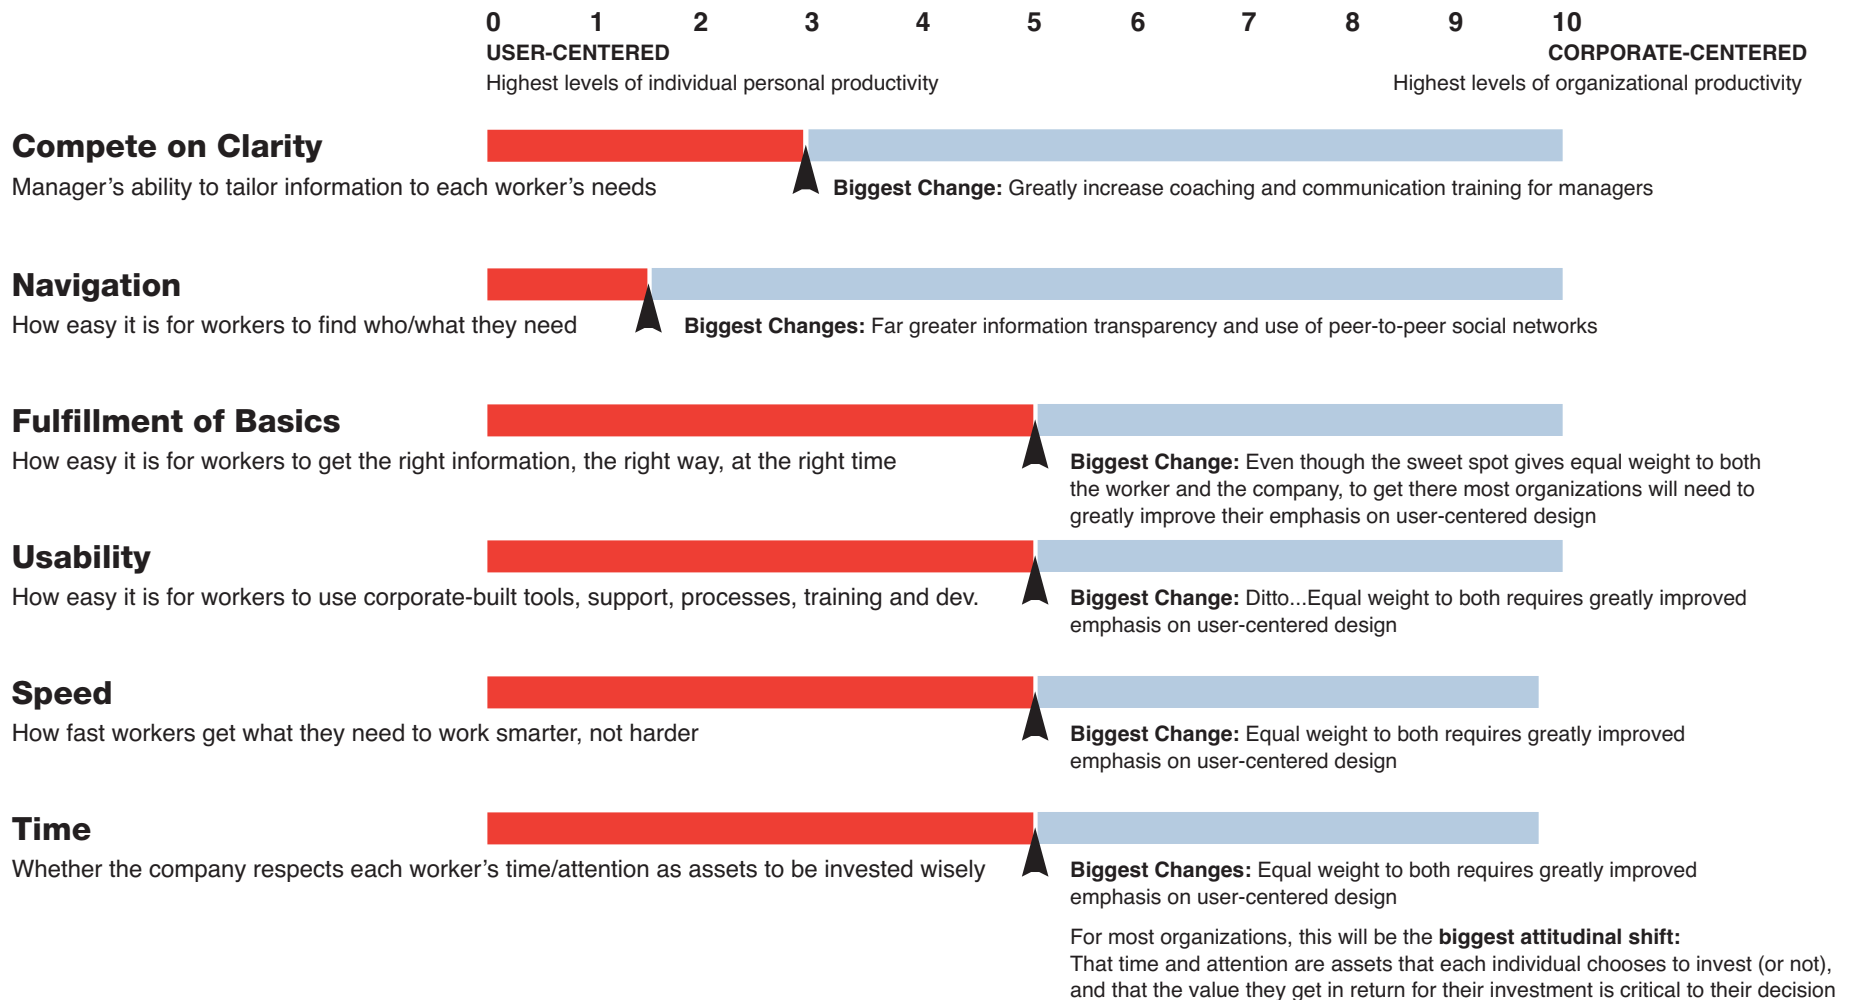 0 1 2 3 4 5 6 7 8 9 10
USER-CENTERED CORPORATE-CENTERED
Highest levels of individual personal productivity Highest levels of organizational productivity
Compete on Clarity
Manager’s ability to tailor information to each worker’s needs
Biggest Change: Greatly increase coaching and communication training for managers
Navigation
How easy it is for workers to find who/what they need
Biggest Changes: Far greater information transparency and use of peer-to-peer social networks
Fulfillment of Basics
How easy it is for workers to get the right information, the right way, at the right time
Biggest Change: Even though the sweet spot gives equal weight to both
the worker and the company, to get there most organizations will need to
greatly improve their emphasis on user-centered design
Usability
How easy it is for workers to use corporate-built tools, support, processes, training and dev.
Biggest Change: Ditto...Equal weight to both requires greatly improved
emphasis on user-centered design
Speed
How fast workers get what they need to work smarter, not harder
Biggest Change: Equal weight to both requires greatly improved
emphasis on user-centered design
Time
Whether the company respects each worker’s time/attention as assets to be invested wisely
Biggest Changes: Equal weight to both requires greatly improved
emphasis on user-centered design
For most organizations, this will be the biggest attitudinal shift:
That time and attention are assets that each individual chooses to invest (or not),
and that the value they get in return for their investment is critical to their decision